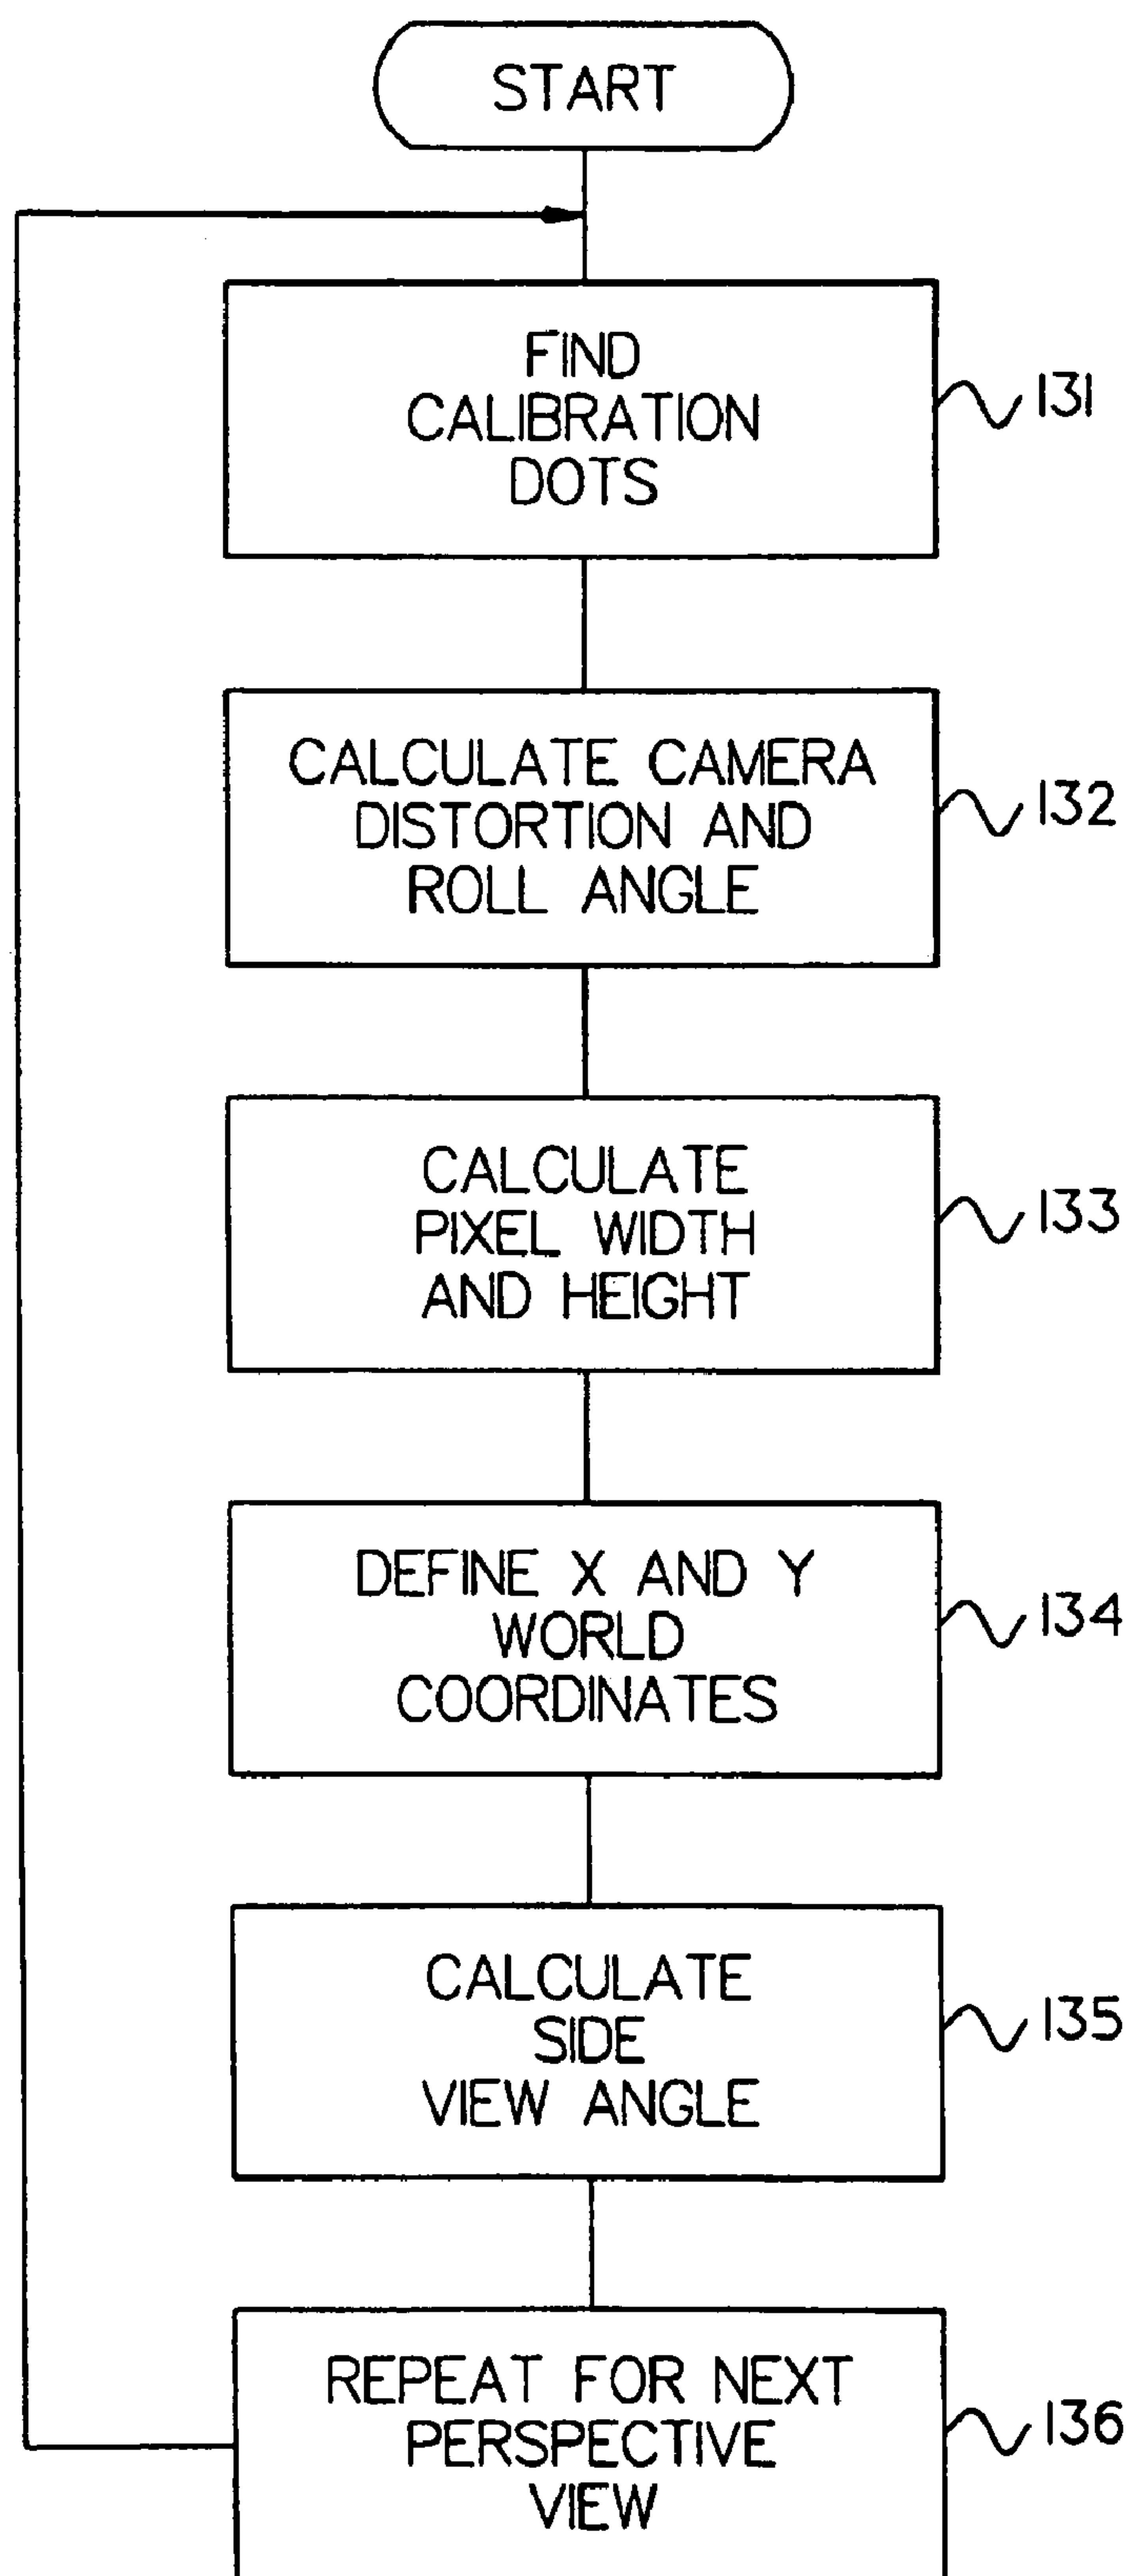 START
FIND
CALIBRATION
DOTS
131
CALCULATE CAMERA
DISTORTION AND
ROLL ANGLE
132
CALCULATE
PIXEL WIDTH
AND HEIGHT
133
DEFINE X AND Y
WORLD
COORDINATES
134
CALCULATE
SIDE
VIEW ANGLE
135
REPEAT FOR NEXT
PERSPECTIVE
VIEW
136